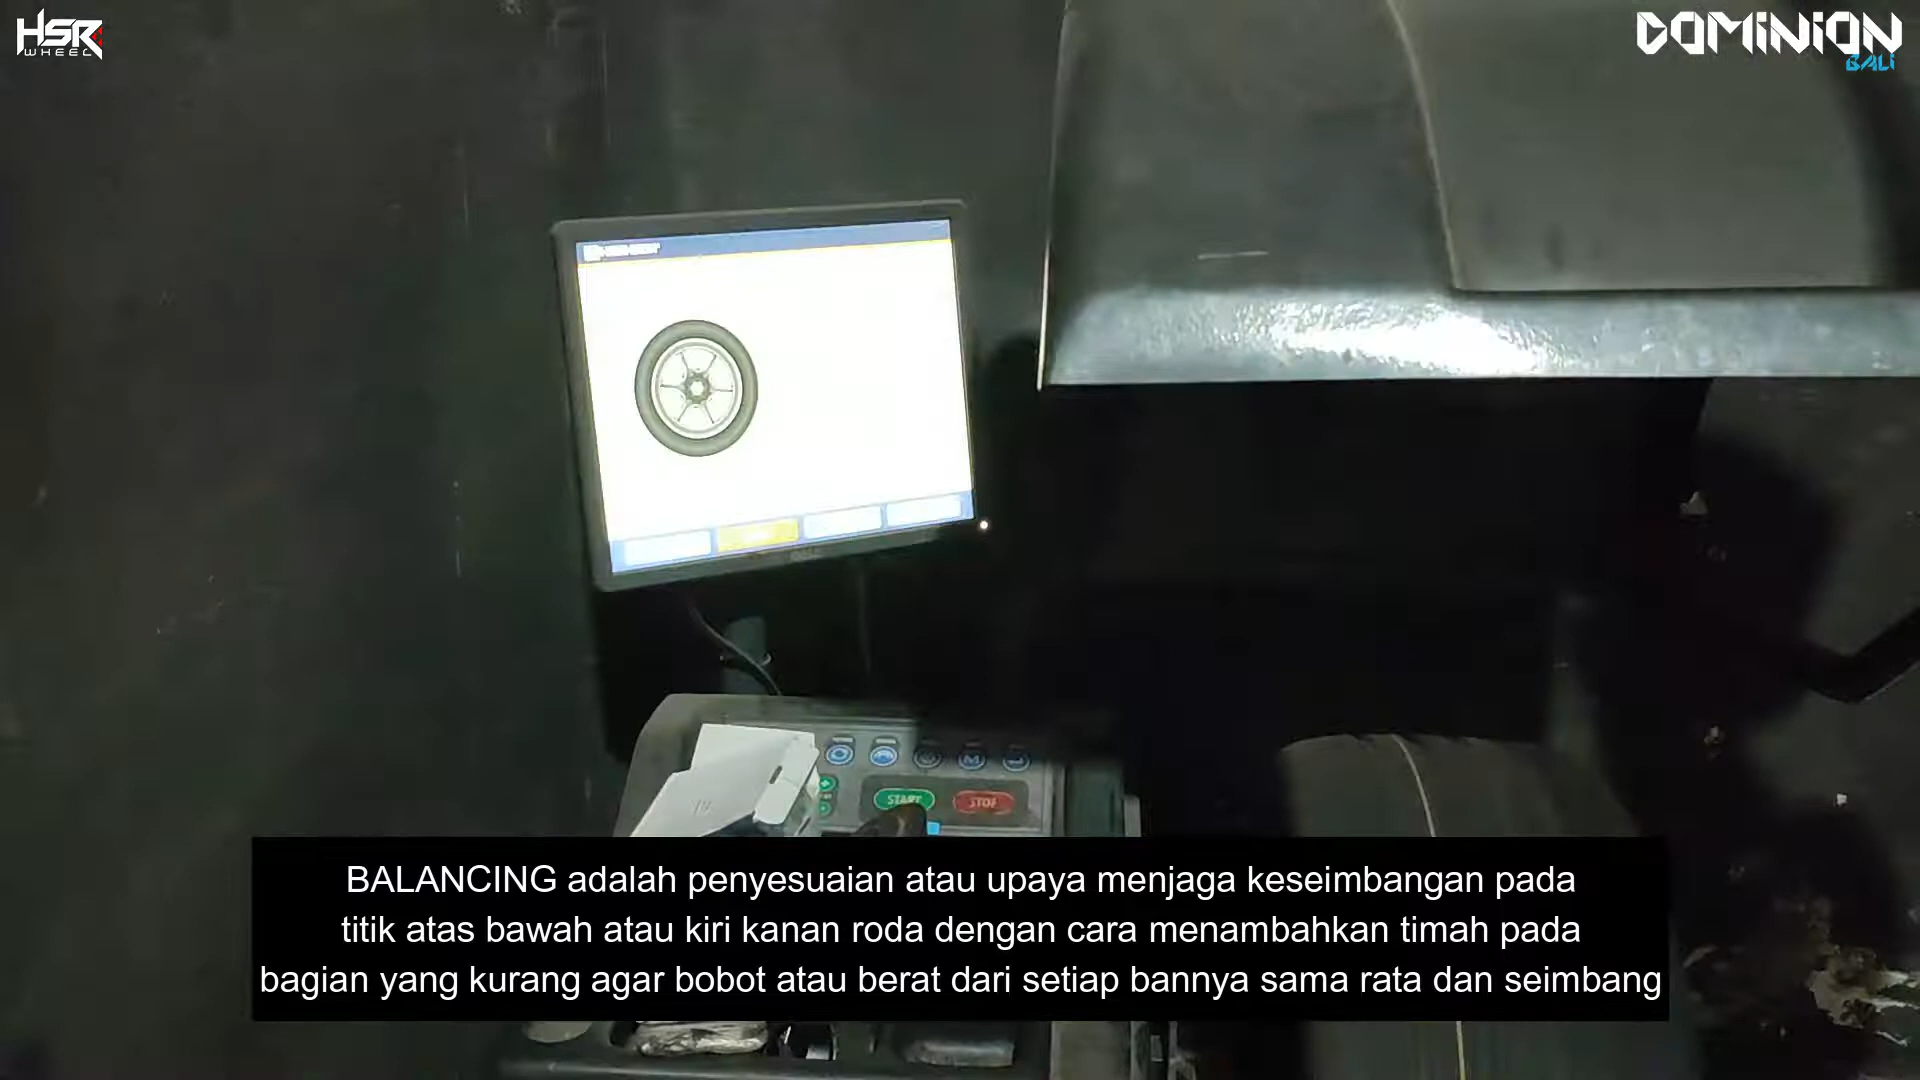 HSR
WHEEL
DOMINION
BALI
START
STOP
BALANCING adalah penyesuaian atau upaya menjaga keseimbangan pada
titik atas bawah atau kiri kanan roda dengan cara menambahkan timah pada
bagian yang kurang agar bobot atau berat dari setiap bannya sama rata dan seimbang